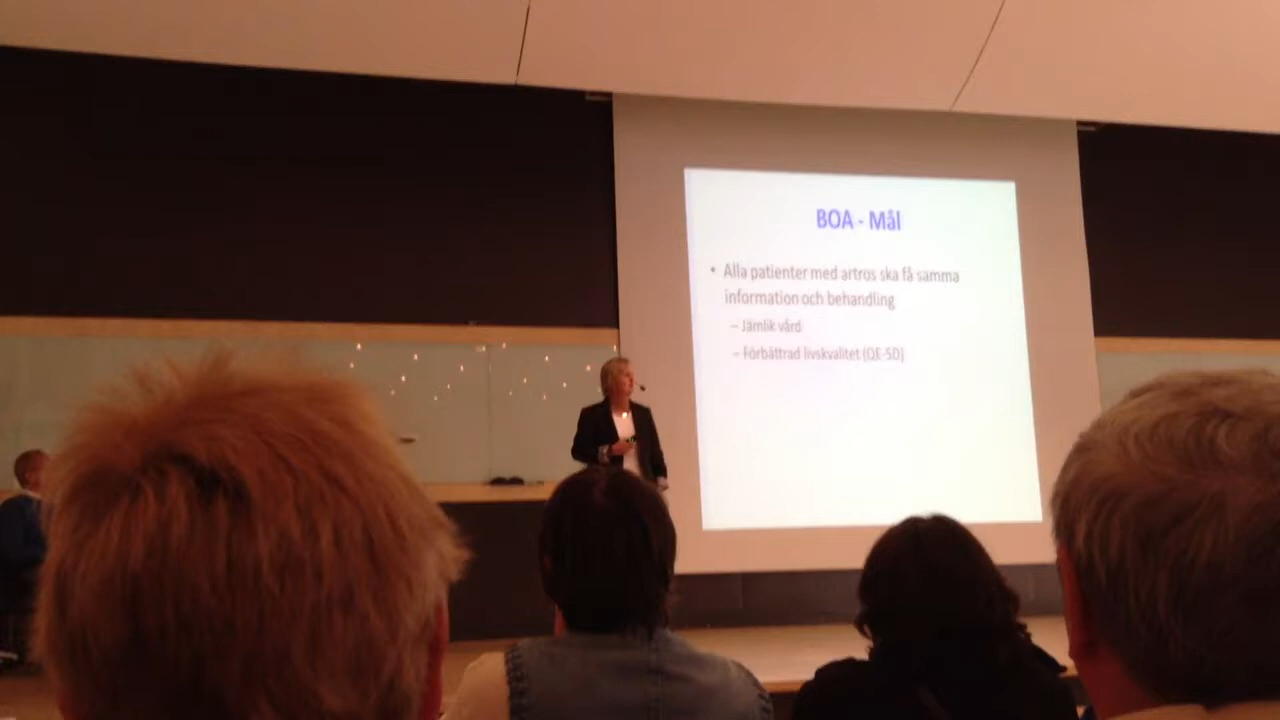 BOA - Mål
• Alla patienter med artros ska få samma
information och behandling
– Jämlik vård
– Förbättrad livskvalitet (QE-5D)